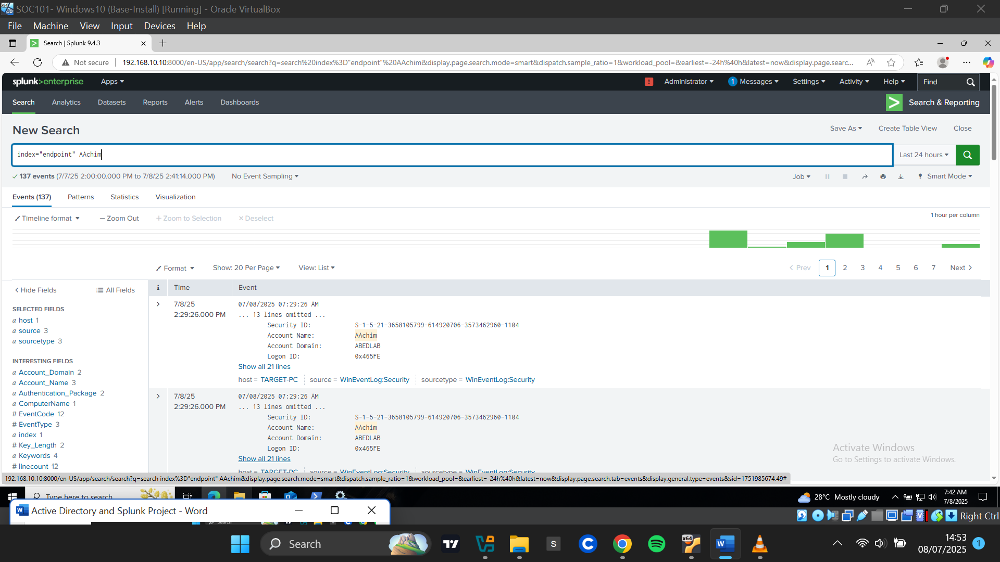 SOC101- Windows10 (Base-Install) [Running] - Oracle VirtualBox
File Machine View Input Devices Help
Search | Splunk 9.4.3
Not secure 192.168.10.10:8000/en-US/app/search/search?q=search%20index%3D"endpoint"%20AAchim&display.page.search.mode=smart&dispatch.sample_ratio=1&workload_pool=&earliest=-24h%40h&latest=now&display.page.searc...
splunk>enterprise Apps Administrator 1 Messages Settings Activity Help Find
Search Analytics Datasets Reports Alerts Dashboards Search & Reporting
New Search Save As Create Table View Close
index="endpoint" AAchim Last 24 hours
137 events (7/7/25 2:00:00.000 PM to 7/8/25 2:41:14.000 PM) No Event Sampling Job Smart Mode
Events (137) Patterns Statistics Visualization
Timeline format — Zoom Out + Zoom to Selection × Deselect 1 hour per column
Format Show: 20 Per Page View: List < Prev 1 2 3 4 5 6 7 Next >
< Hide Fields All Fields
SELECTED FIELDS
a host 1
a source 3
a sourcetype 3
INTERESTING FIELDS
a Account_Domain 2
a Account_Name 3
a Authentication_Package 2
a ComputerName 1
# EventCode 12
# EventType 3
a index 1
# Key_Length 2
a Keywords 4
# linecount 12
i Time Event
7/8/25
2:29:26.000 PM
07/08/2025 07:29:26 AM
... 13 lines omitted ...
Security ID: S-1-5-21-3658105799-614920706-3573462960-1104
Account Name: AAchim
Account Domain: ABEDLAB
Logon ID: 0x465FE
Show all 21 lines
host = TARGET-PC source = WinEventLog:Security sourcetype = WinEventLog:Security
7/8/25
2:29:26.000 PM
07/08/2025 07:29:26 AM
... 13 lines omitted ...
Security ID: S-1-5-21-3658105799-614920706-3573462960-1104
Account Name: AAchim
Account Domain: ABEDLAB
Logon ID: 0x465FE
Show all 21 lines
host = TARGET-PC source = WinEventLog:Security sourcetype = WinEventLog:Security
Activate Windows
Go to Settings to activate Windows.
192.168.10.10:8000/en-US/app/search/search?q=search index%3D"endpoint" AAchim&display.page.search.mode=smart&dispatch.sample_ratio=1&workload_pool=&earliest=-24h%40h&latest=now&display.page.search.tab=events&display.general.type=events&sid=1751985674.49#
Type here to search
28°C Mostly cloudy
7:42 AM
7/8/2025
Active Directory and Splunk Project - Word
Right Ctrl
Search
14:53
08/07/2025
1